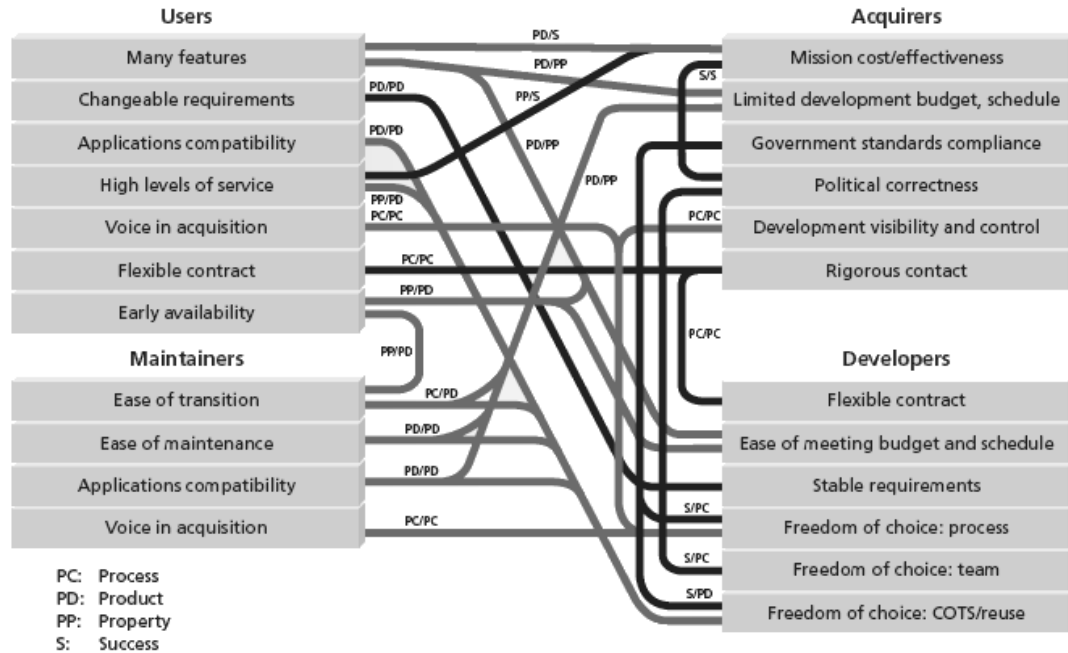 Users
Many features
Changeable requirements
Applications compatibility
High levels of service
Voice in acquisition
Flexible contract
Early availability
Maintainers
Ease of transition
Ease of maintenance
Applications compatibility
Voice in acquisition
PC: Process
PD: Product
PP: Property
S: Success
PD/S
PD/PP
PD/PD
PP/S
PD/PD
PD/PP
PD/PP
PP/PD
PC/PC
PC/PC
PP/PD
PP/PD
PC/PD
PD/PD
PD/PD
PC/PC
S/S
PC/PC
PC/PC
S/PC
S/PC
S/PD
Acquirers
Mission cost/effectiveness
Limited development budget, schedule
Government standards compliance
Political correctness
Development visibility and control
Rigorous contact
Developers
Flexible contract
Ease of meeting budget and schedule
Stable requirements
Freedom of choice: process
Freedom of choice: team
Freedom of choice: COTS/reuse